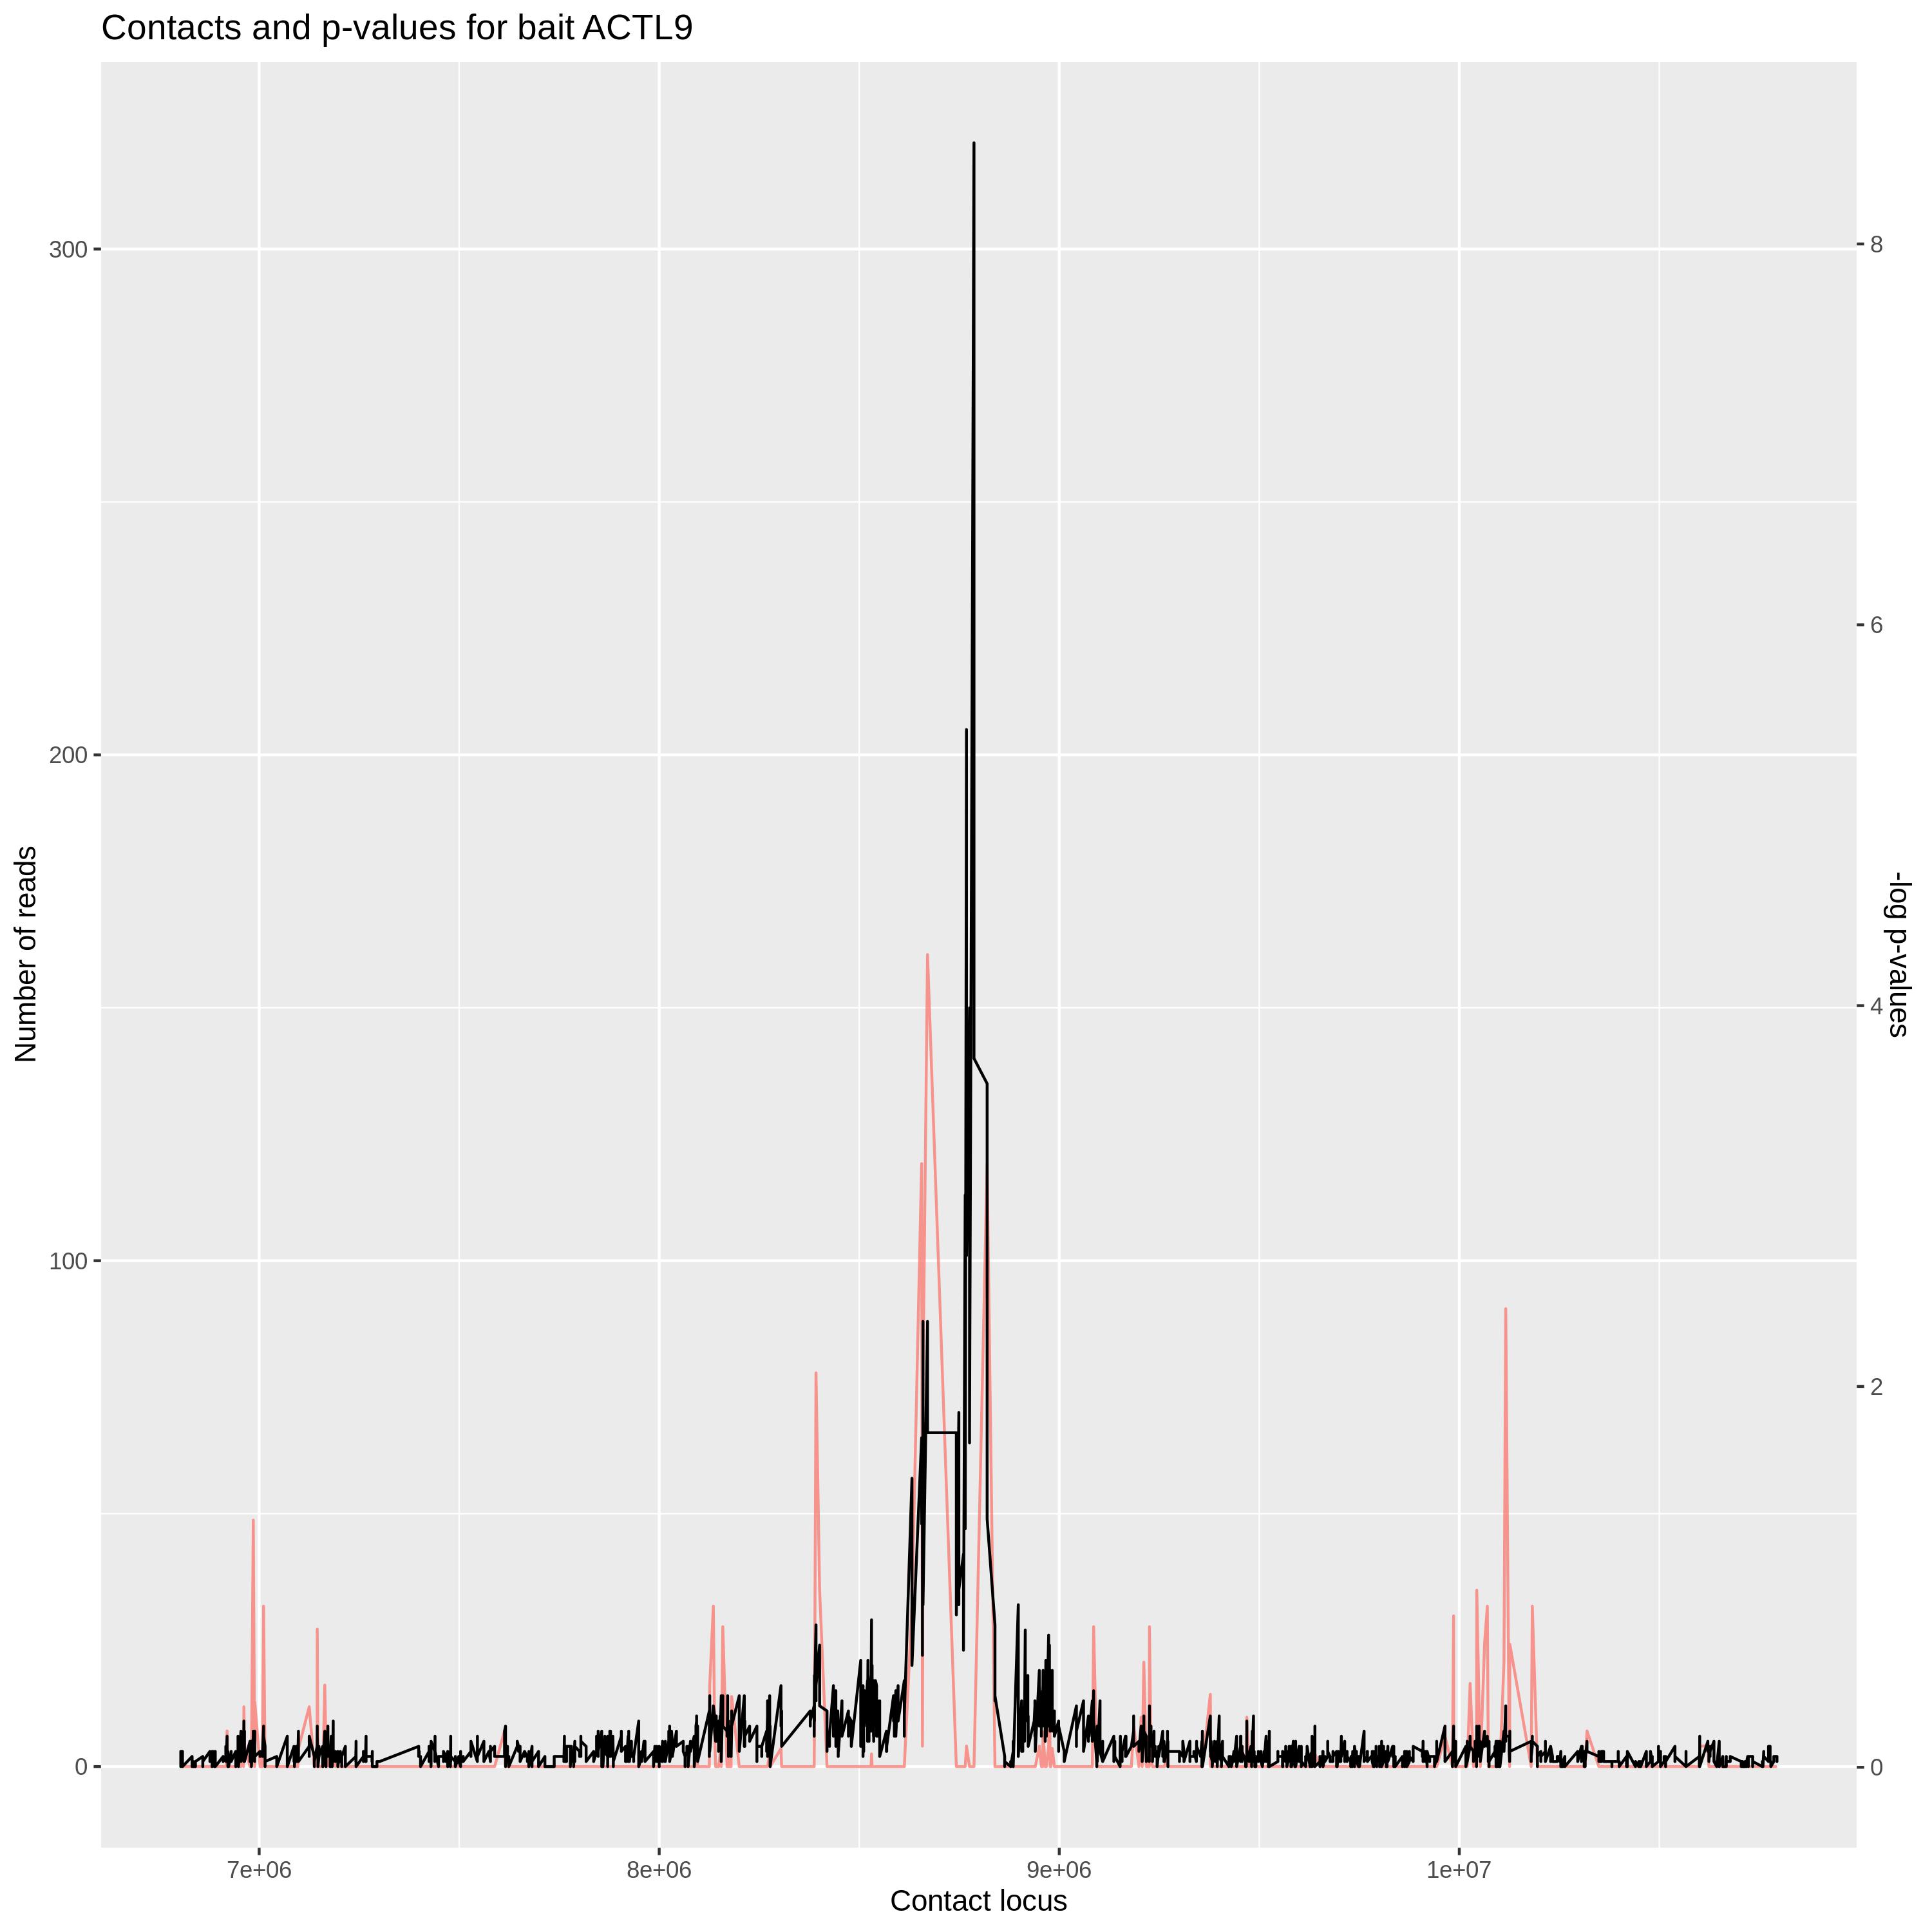 Contacts and p-values for bait ACTL9
Number of reads
300
200
100
0
8
6
4
2
0
-log p-values
7e+06
8e+06
9e+06
1e+07
Contact locus